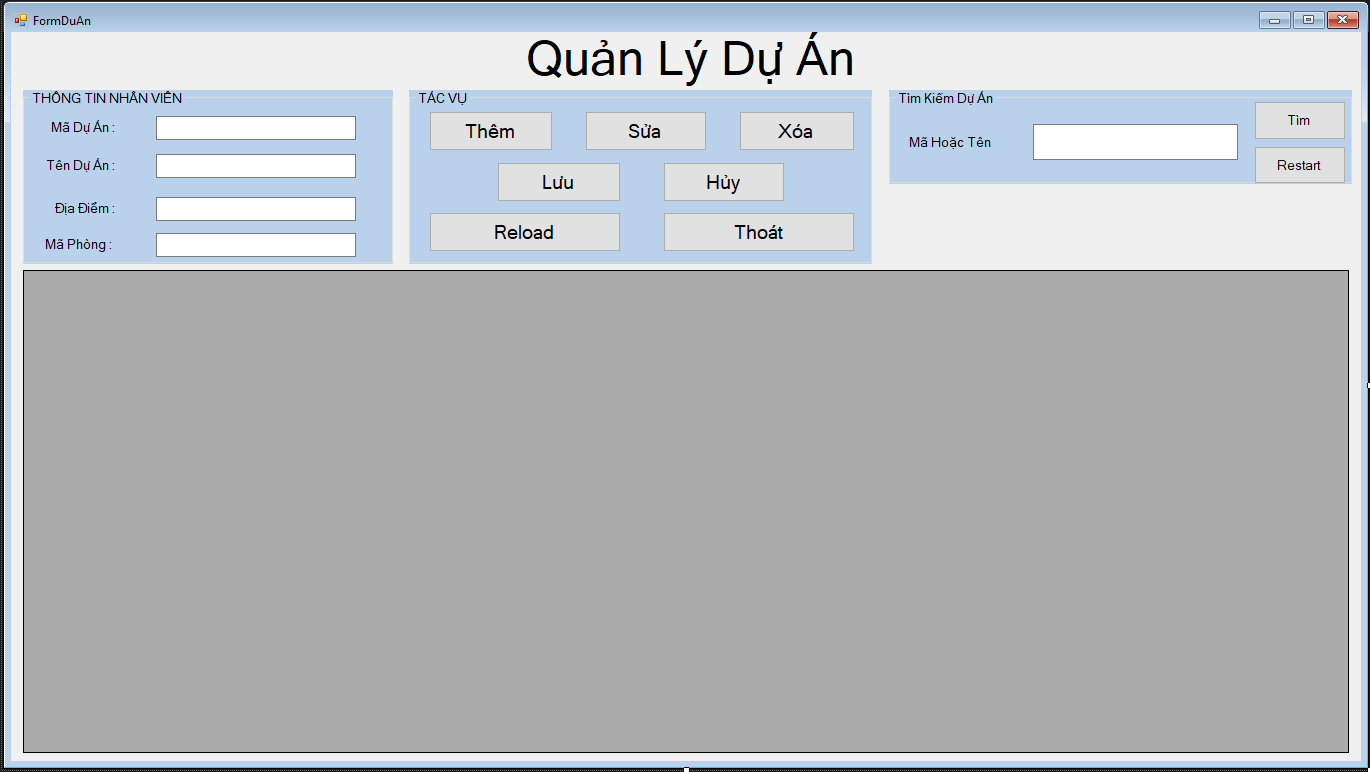 FormDuAn
Quản Lý Dự Án
THÔNG TIN NHÂN VIÊN
Mã Dự Án :
Tên Dự Án :
Địa Điểm :
Mã Phòng :
TÁC VỤ
Thêm
Sửa
Xóa
Lưu
Hủy
Reload
Thoát
Tìm Kiếm Dự Án
Mã Hoặc Tên
Tìm
Restart